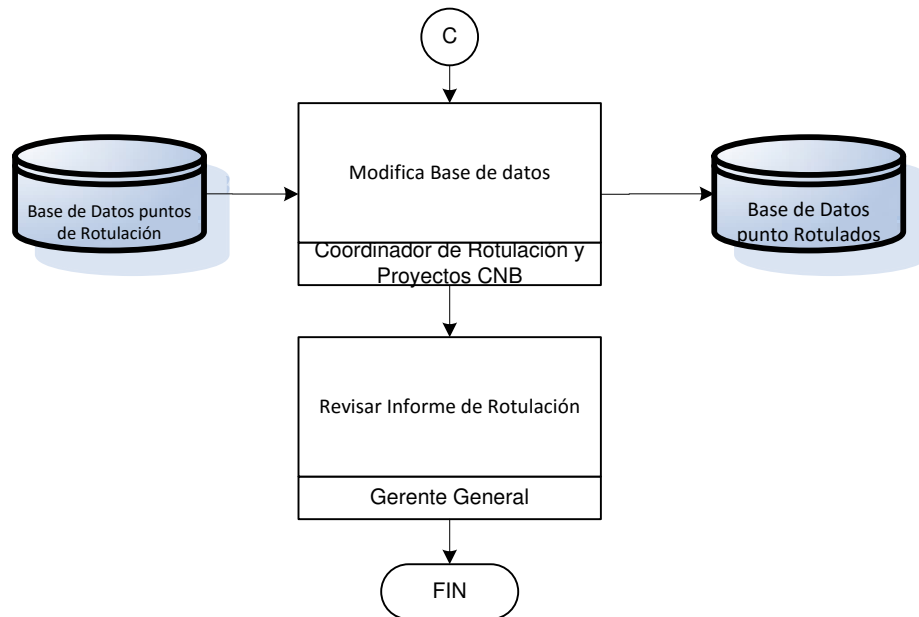 C
Modifica Base de datos
Base de Datos puntos
de Rotulación
Base de Datos
punto Rotulados
Coordinador de Rotulación y
Proyectos CNB
Revisar Informe de Rotulación
Gerente General
FIN